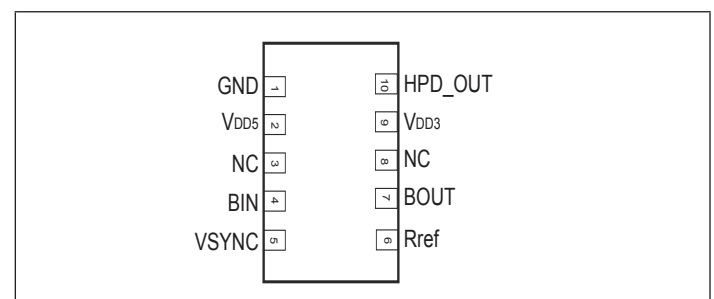 GND 1 10 HPD_OUT
VDD5 2 9 VDD3
NC 3 8 NC
BIN 4 7 BOUT
VSYNC 5 6 Rref